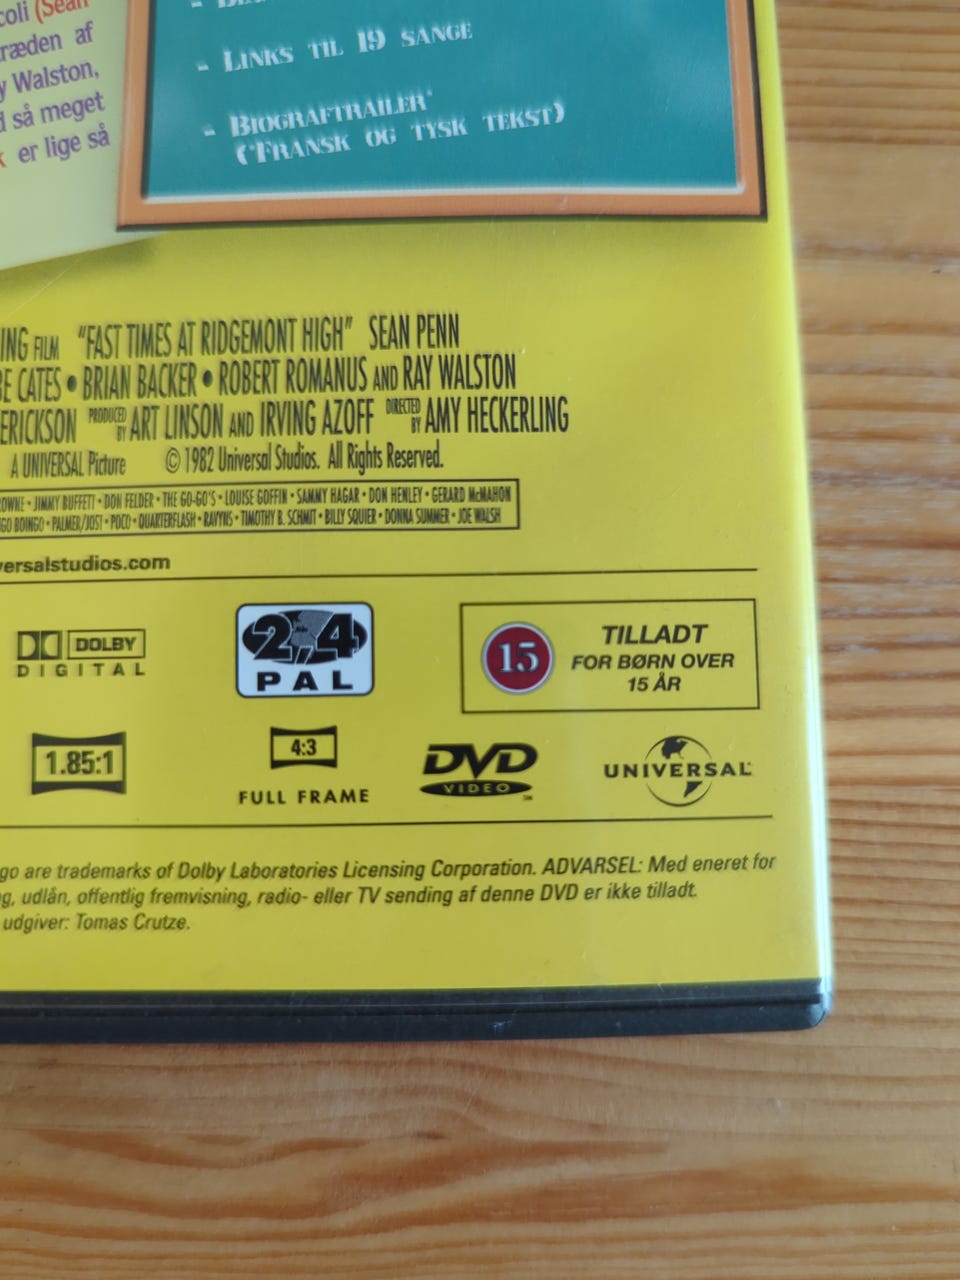 coli (Sean
træden af
y Walston,
d så meget
k er lige så
- LINKS TIL 19 SANGE
- BIOGRAFTRAILER*
(*FRANSK OG TYSK TEKST)
ING FILM "FAST TIMES AT RIDGEMONT HIGH" SEAN PENN
BE CATES • BRIAN BACKER • ROBERT ROMANUS AND RAY WALSTON
ERICKSON PRODUCED BY ART LINSON AND IRVING AZOFF DIRECTED BY AMY HECKERLING
A UNIVERSAL Picture © 1982 Universal Studios. All Rights Reserved.
OWNE • JIMMY BUFFETT • DON FELDER • THE GO-GO'S • LOUISE GOFFIN • SAMMY HAGAR • DON HENLEY • GERARD McMAHON
GO BOINGO • PALMER/JOST • POCO • QUARTERFLASH • RAVYNS • TIMOTHY B. SCHMIT • BILLY SQUIER • DONNA SUMMER • JOE WALSH
versalstudios.com
DOLBY
DIGITAL
2,4
PAL
15
TILLADT
FOR BØRN OVER
15 ÅR
1.85:1
4:3
FULL FRAME
DVD
VIDEO
UNIVERSAL
go are trademarks of Dolby Laboratories Licensing Corporation. ADVARSEL: Med eneret for
g, udlån, offentlig fremvisning, radio- eller TV sending af denne DVD er ikke tilladt.
udgiver: Tomas Crutze.